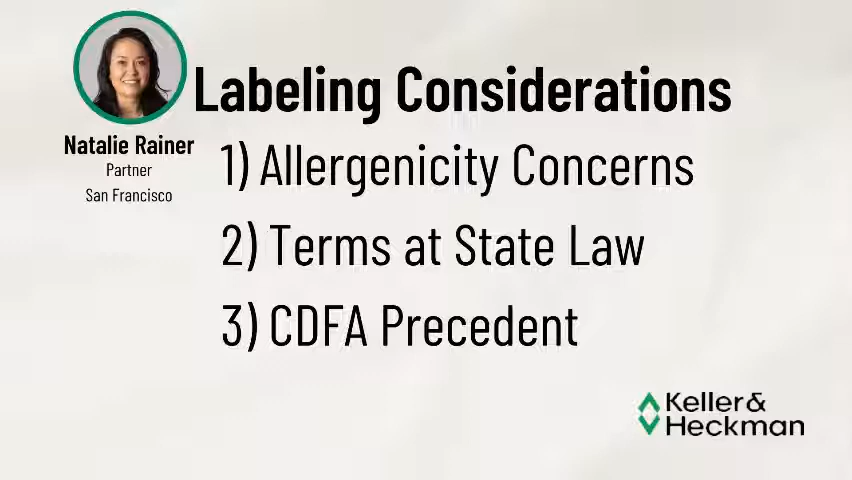 Labeling Considerations
Natalie Rainer
Partner
San Francisco
1) Allergenicity Concerns
2) Terms at State Law
3) CDFA Precedent
Keller&
Heckman